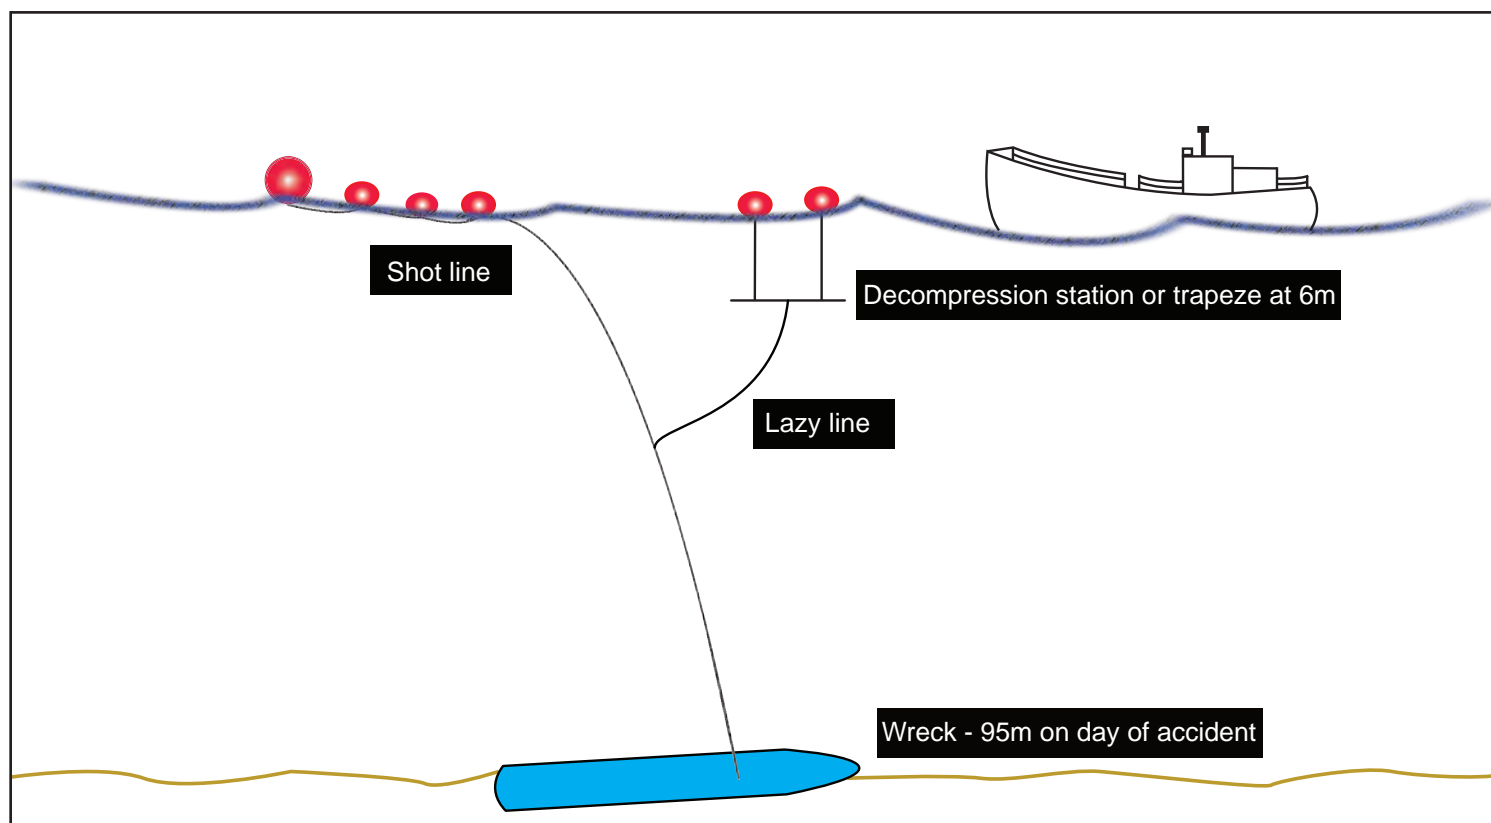 Shot line
Decompression station or trapeze at 6m
Lazy line
Wreck - 95m on day of accident